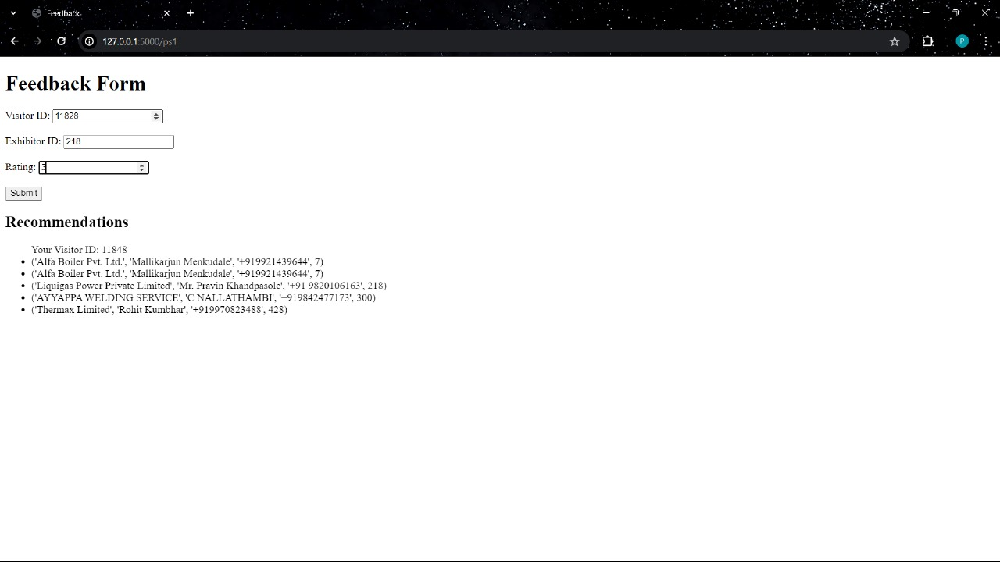 Feedback
127.0.0.1:5000/ps1
P
Feedback Form
Visitor ID: 11828
Exhibitor ID: 218
Rating: 3
Submit
Recommendations
Your Visitor ID: 11848
('Alfa Boiler Pvt. Ltd.', 'Mallikarjun Menkudale', '+919921439644', 7)
('Alfa Boiler Pvt. Ltd.', 'Mallikarjun Menkudale', '+919921439644', 7)
('Liquigas Power Private Limited', 'Mr. Pravin Khandpasole', '+91 9820106163', 218)
('AYYAPPA WELDING SERVICE', 'C NALLATHAMBI', '+919842477173', 300)
('Thermax Limited', 'Rohit Kumbhar', '+919970823488', 428)